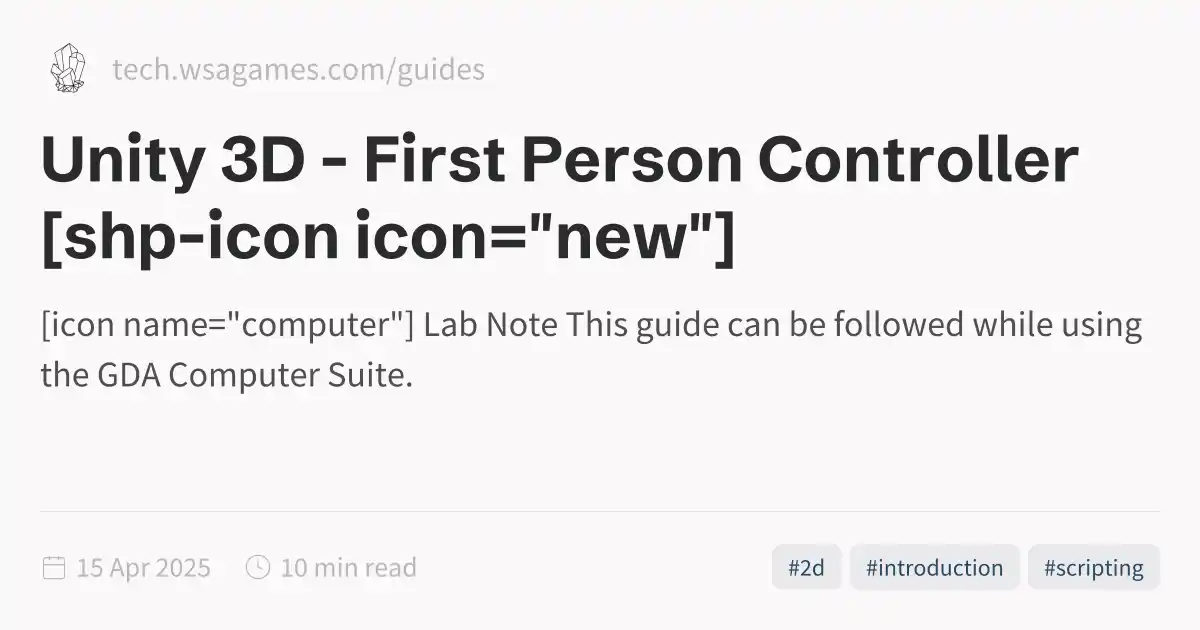 tech.wsagames.com/guides
Unity 3D - First Person Controller
[shp-icon icon="new"]
[icon name="computer"] Lab Note This guide can be followed while using
the GDA Computer Suite.
15 Apr 2025 10 min read #2d #introduction #scripting